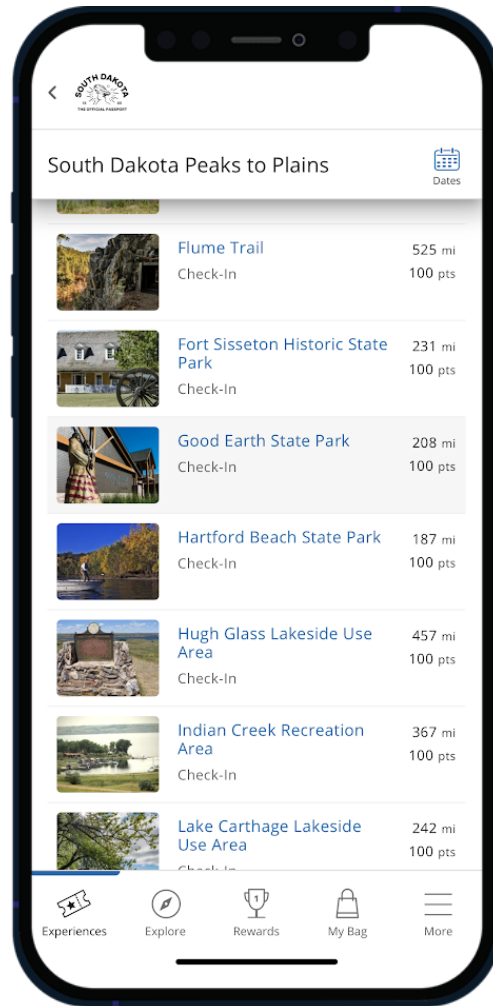 SOUTH DAKOTA
THE OFFICIAL PASSPORT
South Dakota Peaks to Plains
Dates
Flume Trail
525 mi
Check-In
100 pts
Fort Sisseton Historic State
231 mi
Park
100 pts
Check-In
Good Earth State Park
208 mi
Check-In
100 pts
Hartford Beach State Park
187 mi
Check-In
100 pts
Hugh Glass Lakeside Use
457 mi
Area
100 pts
Check-In
Indian Creek Recreation
367 mi
Area
100 pts
Check-In
Lake Carthage Lakeside
242 mi
Use Area
100 pts
Check-In
1
Experiences
Explore
Rewards
My Bag
More